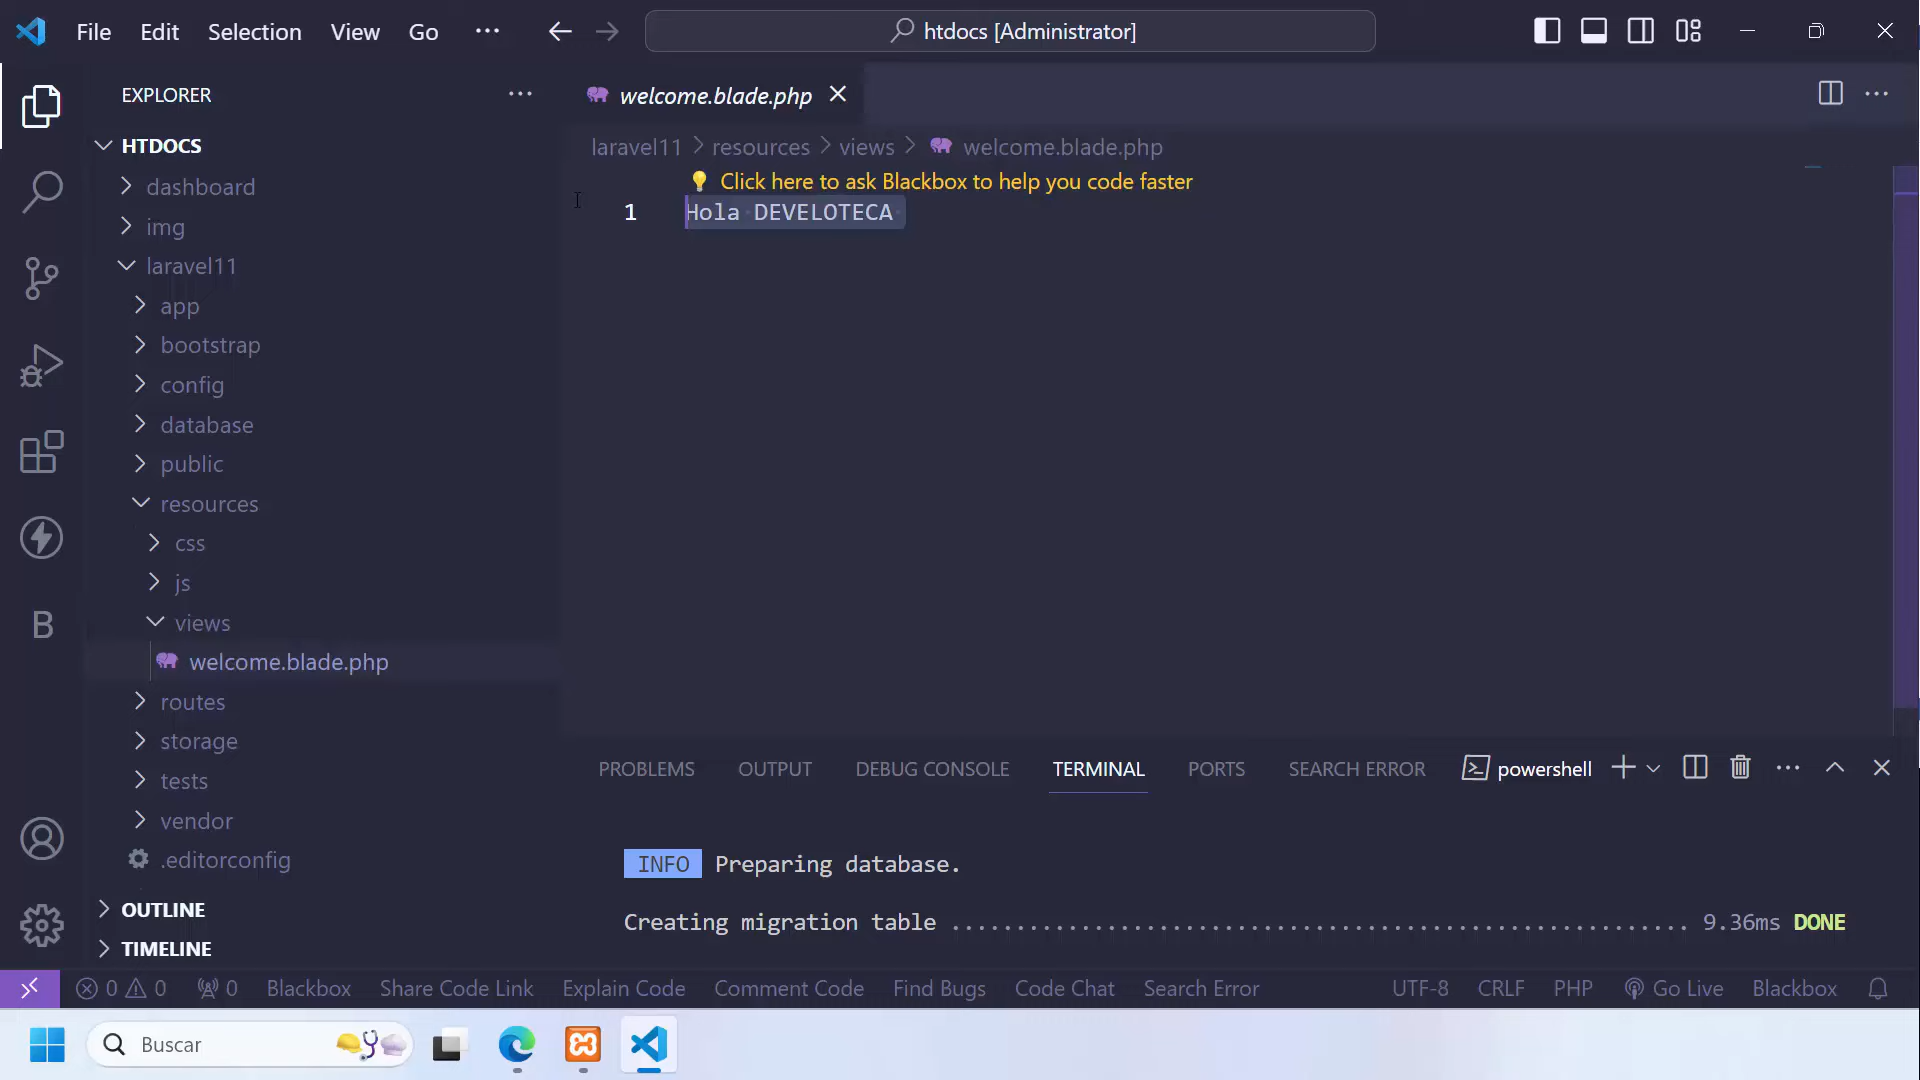 File Edit Selection View Go ··· htdocs [Administrator]
EXPLORER ···
HTDOCS
dashboard
img
laravel11
app
bootstrap
config
database
public
resources
css
js
views
welcome.blade.php
routes
storage
tests
vendor
.editorconfig
OUTLINE
TIMELINE
welcome.blade.php
laravel11 > resources > views > welcome.blade.php
Click here to ask Blackbox to help you code faster
1 Hola DEVELOTECA
PROBLEMS OUTPUT DEBUG CONSOLE TERMINAL PORTS SEARCH ERROR powershell
INFO Preparing database.
Creating migration table ......................................................... 9.36ms DONE
0 0 0 Blackbox Share Code Link Explain Code Comment Code Find Bugs Code Chat Search Error UTF-8 CRLF PHP Go Live Blackbox
Buscar